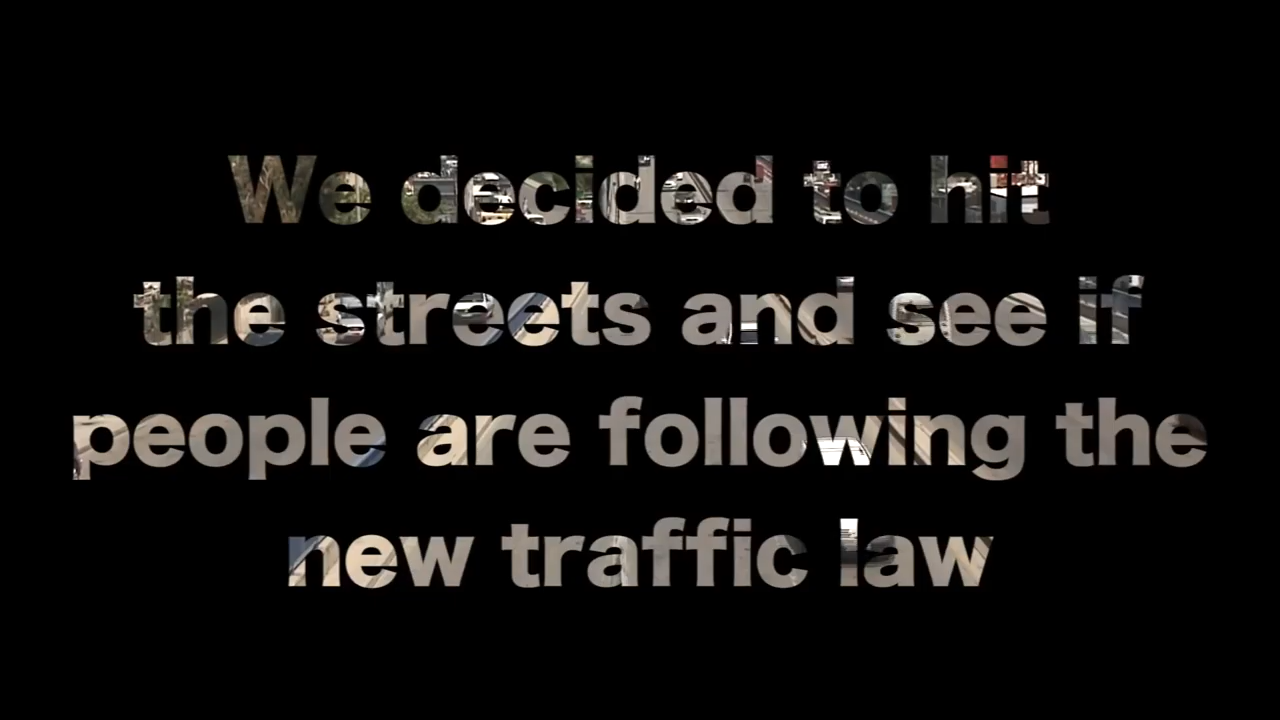 We decided to hit
the streets and see if
people are following the
new traffic law